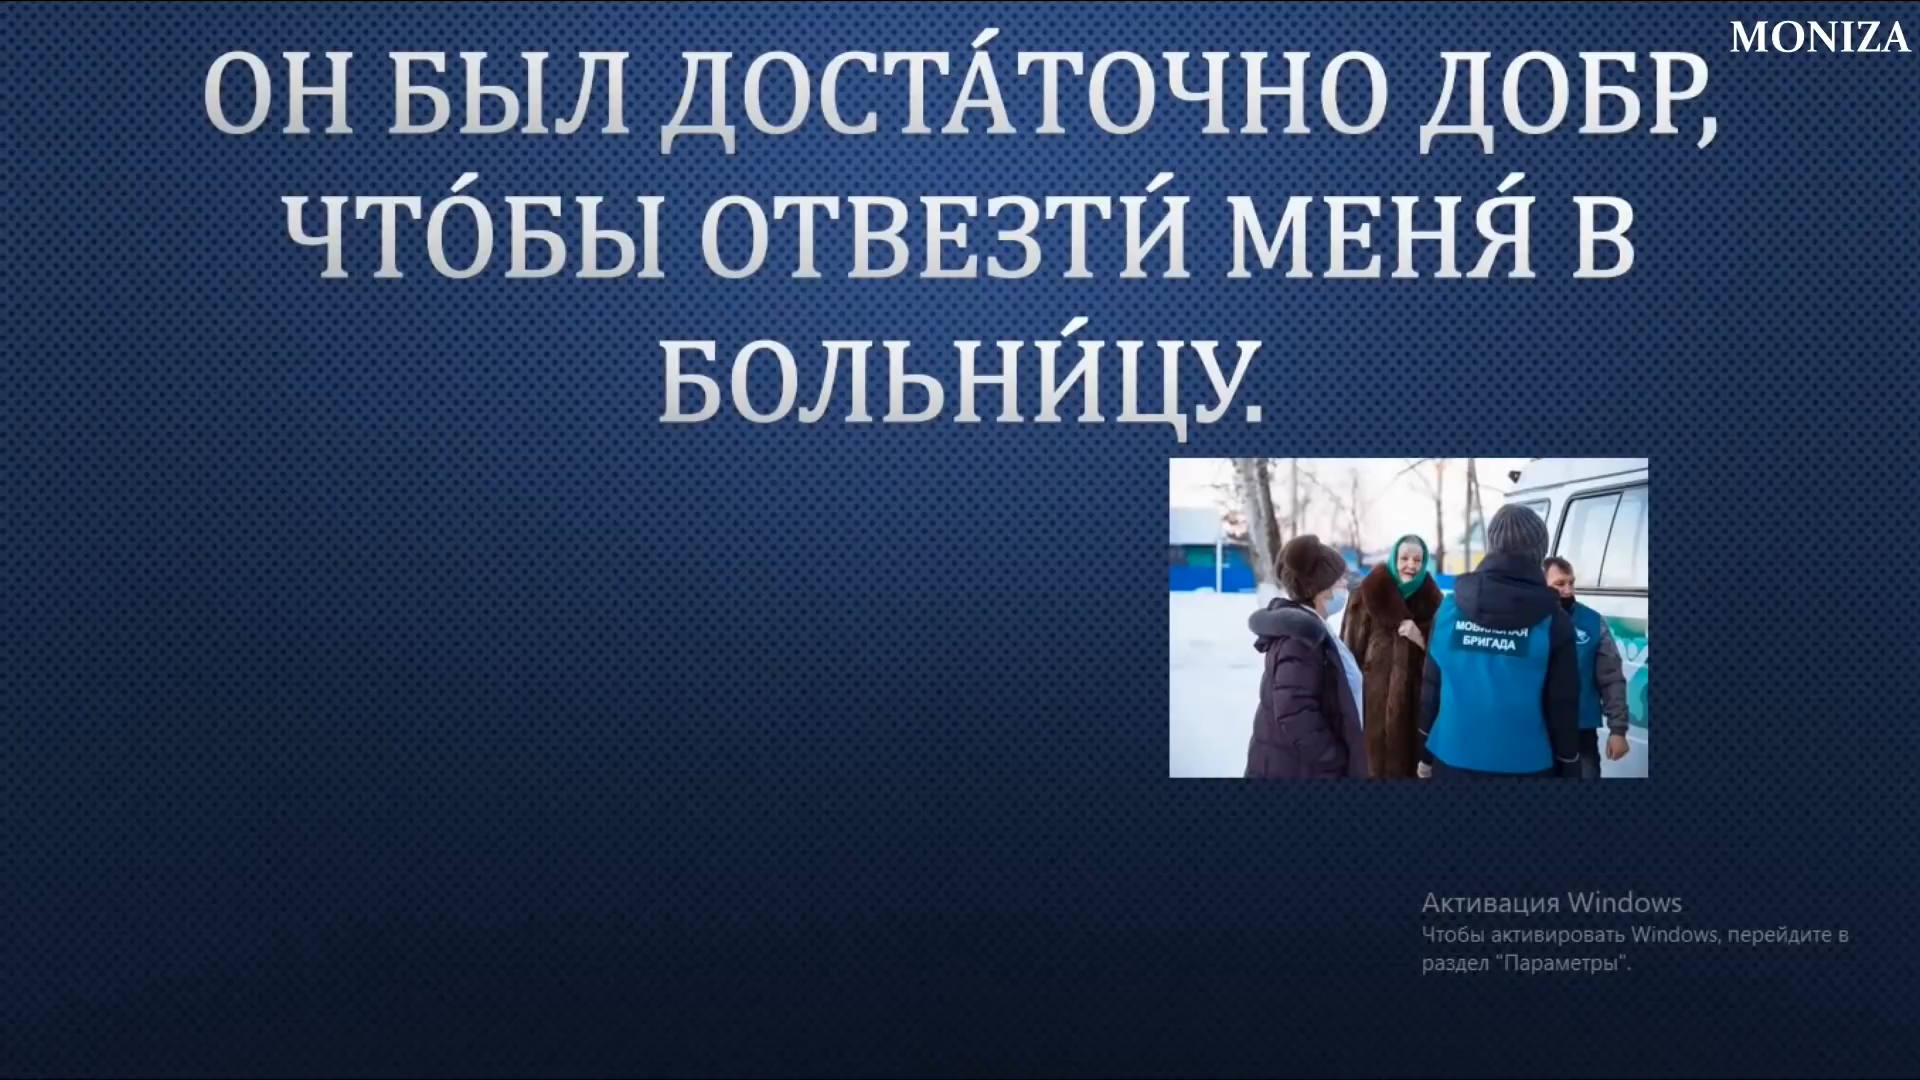 MONIZA
ОН БЫЛ ДОСТА́ТОЧНО ДОБР,
ЧТО́БЫ ОТВЕЗТИ́ МЕНЯ́ В
БОЛЬНИ́ЦУ.
МОБИЛЬНАЯ
БРИГАДА
Активация Windows
Чтобы активировать Windows, перейдите в
раздел "Параметры".